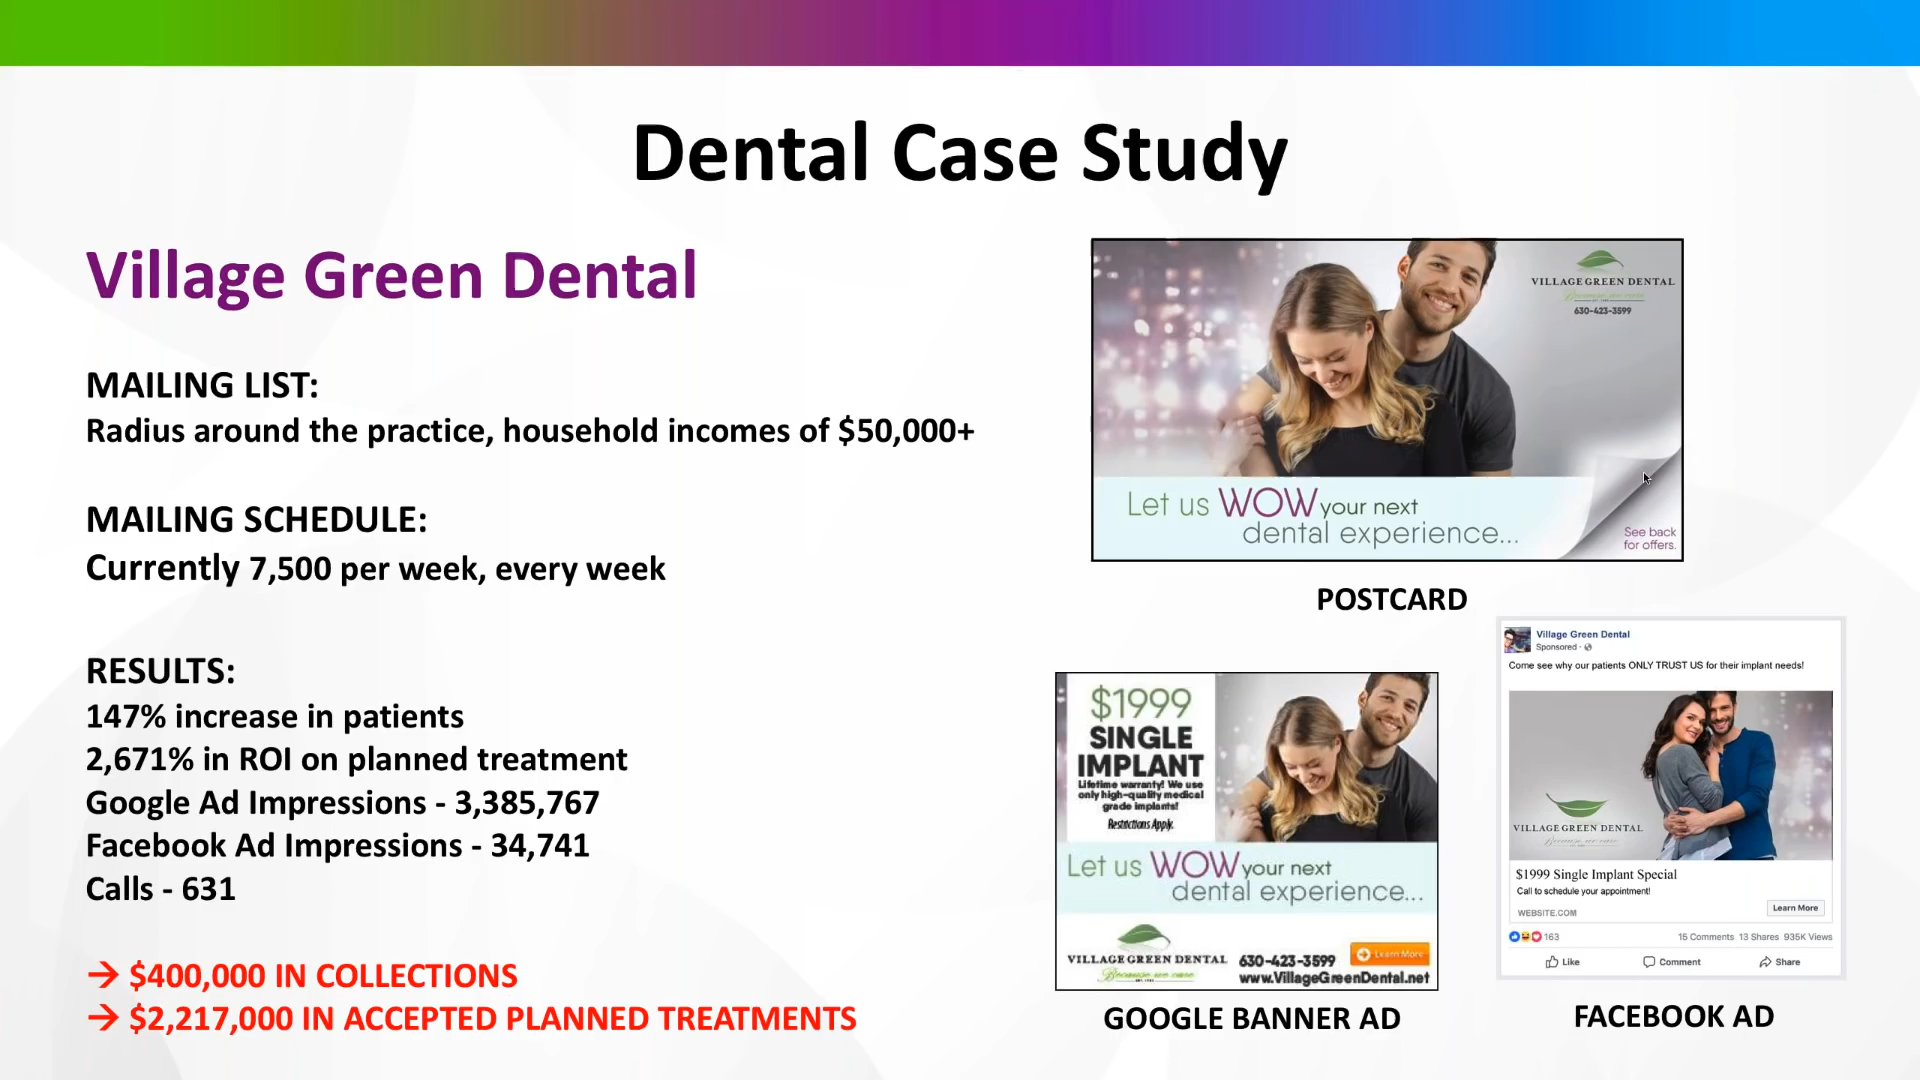 Dental Case Study
Village Green Dental
MAILING LIST:
Radius around the practice, household incomes of $50,000+
MAILING SCHEDULE:
Currently 7,500 per week, every week
RESULTS:
147% increase in patients
2,671% in ROI on planned treatment
Google Ad Impressions - 3,385,767
Facebook Ad Impressions - 34,741
Calls - 631
→ $400,000 IN COLLECTIONS
→ $2,217,000 IN ACCEPTED PLANNED TREATMENTS
VILLAGE GREEN DENTAL
630-423-3599
Let us WOW your next
dental experience...
See back
for offers.
POSTCARD
$1999
SINGLE
IMPLANT
Lifetime warranty! We use
only high-quality medical
grade implants!
Restrictions Apply.
Let us WOW your next
dental experience...
VILLAGE GREEN DENTAL
Because we care
630-423-3599
Learn More
www.VillageGreenDental.net
GOOGLE BANNER AD
Village Green Dental
Sponsored ·
Come see why our patients ONLY TRUST US for their implant needs!
VILLAGE GREEN DENTAL
$1999 Single Implant Special
Call to schedule your appointment!
WEBSITE.COM
Learn More
163
15 Comments 13 Shares 935K Views
Like Comment Share
FACEBOOK AD